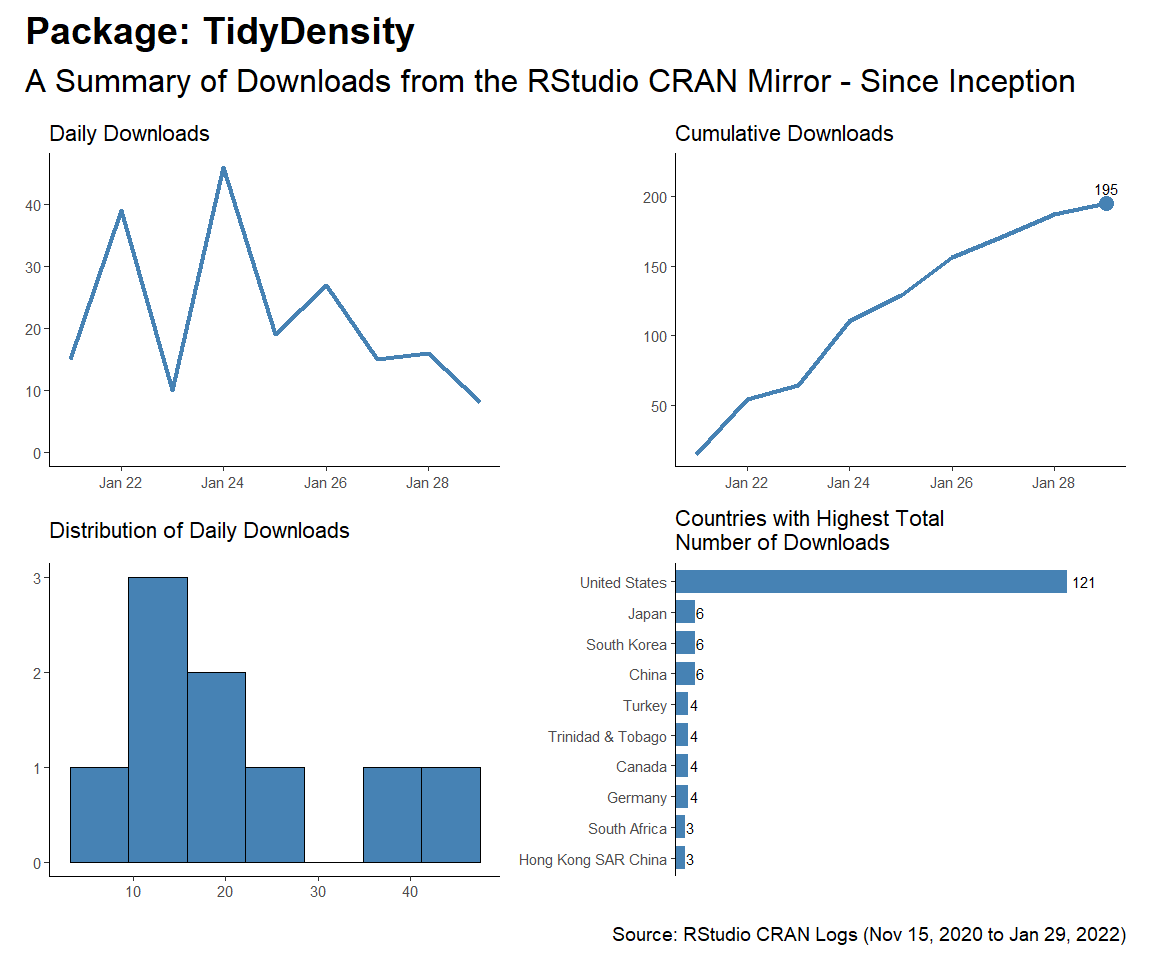 Package: TidyDensity
A Summary of Downloads from the RStudio CRAN Mirror - Since Inception
Daily Downloads
40
30
20
10
0
Jan 22 Jan 24 Jan 26 Jan 28
Cumulative Downloads
200
150
100
50
195
Jan 22 Jan 24 Jan 26 Jan 28
Distribution of Daily Downloads
3
2
1
0
10 20 30 40
Countries with Highest Total
Number of Downloads
United States 121
Japan 6
South Korea 6
China 6
Turkey 4
Trinidad & Tobago 4
Canada 4
Germany 4
South Africa 3
Hong Kong SAR China 3
Source: RStudio CRAN Logs (Nov 15, 2020 to Jan 29, 2022)